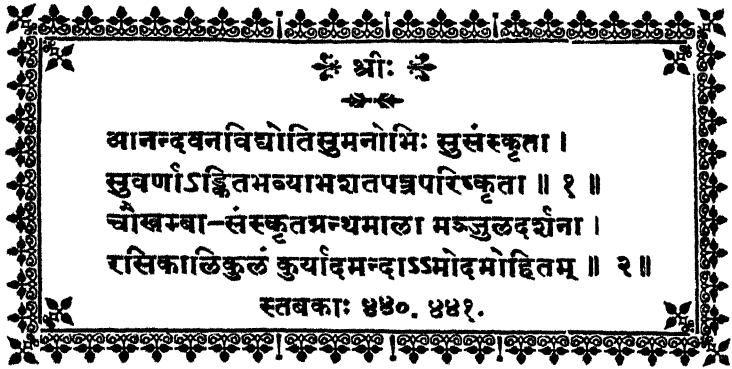 श्रीः
आनन्दवनविद्योतिसुमनोभिः सुसंस्कृता ।
सुवर्णाऽङ्कितभव्याभशतपत्रपरिष्कृता ॥ १ ॥
चौखम्बा-संस्कृतग्रन्थमाला मञ्जुलदर्शना ।
रसिकालिकुलं कुर्यादमन्दाऽऽमोदमोहितम् ॥ २ ॥
स्तबकाः ४४०. ४४१.